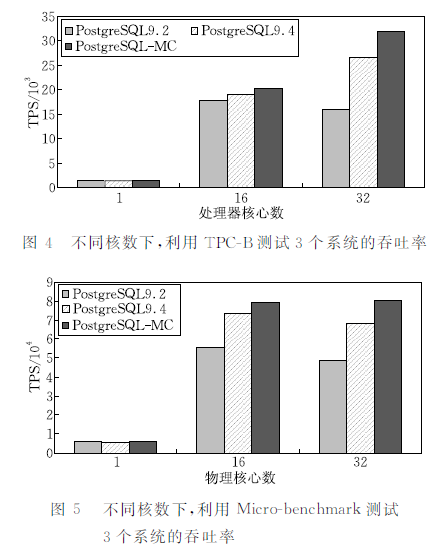 35
30
25
20
15
10
5
0
TPS/10³
PostgreSQL9.2 PostgreSQL9.4
PostgreSQL-MC
1 16 32
处理器核心数
图 4 不同核数下,利用 TPC-B 测试 3 个系统的吞吐率
9
8
7
6
5
4
3
2
1
0
TPS/10⁴
PostgreSQL9.2
PostgreSQL9.4
PostgreSQL-MC
1 16 32
物理核心数
图 5 不同核数下,利用 Micro-benchmark 测试
3 个系统的吞吐率